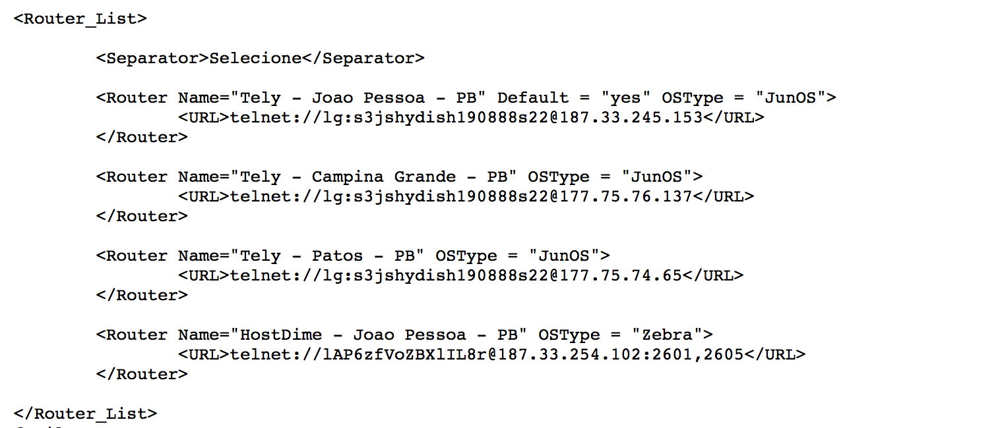 <Router_List>
<Separator>Selecione</Separator>
<Router Name="Tely - Joao Pessoa - PB" Default = "yes" OSType = "JunOS">
<URL>telnet://lg:s3jshydish190888s22@187.33.245.153</URL>
</Router>
<Router Name="Tely - Campina Grande - PB" OSType = "JunOS">
<URL>telnet://lg:s3jshydish190888s22@177.75.76.137</URL>
</Router>
<Router Name="Tely - Patos - PB" OSType = "JunOS">
<URL>telnet://lg:s3jshydish190888s22@177.75.74.65</URL>
</Router>
<Router Name="HostDime - Joao Pessoa - PB" OSType = "Zebra">
<URL>telnet://lAP6zfVoZBXlIL8r@187.33.254.102:2601,2605</URL>
</Router>
</Router_List>